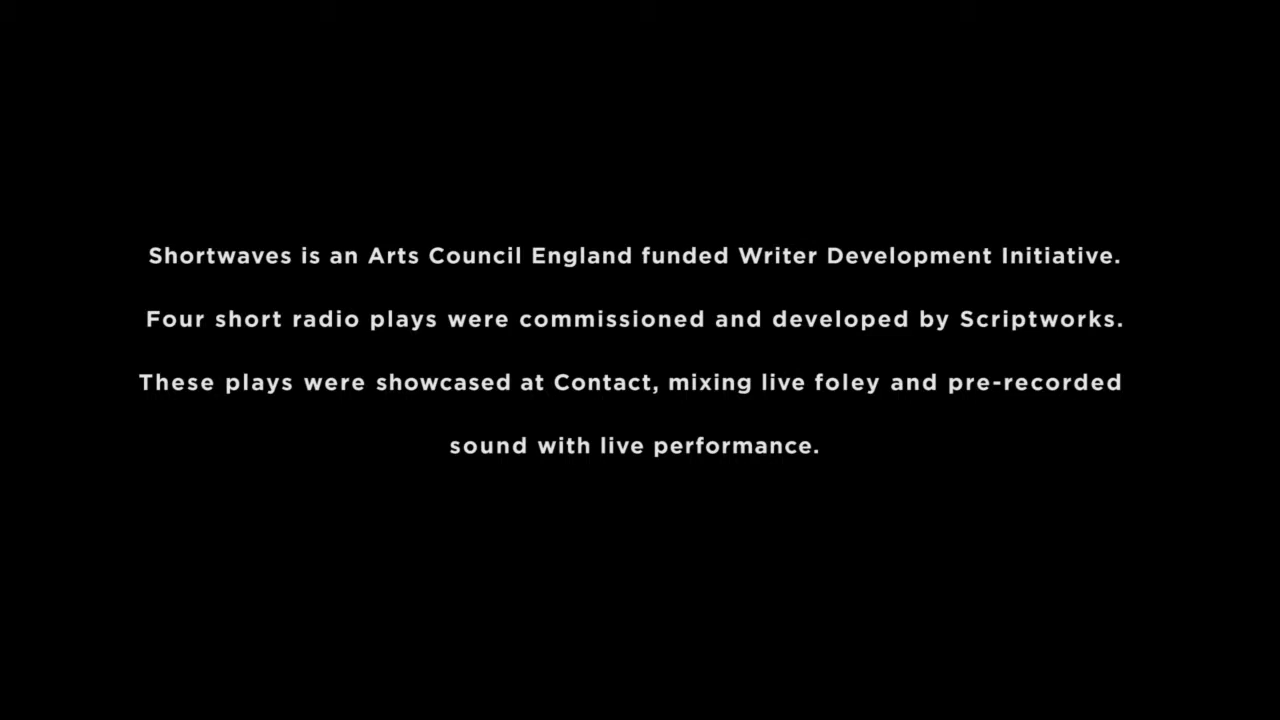 Shortwaves is an Arts Council England funded Writer Development Initiative.
Four short radio plays were commissioned and developed by Scriptworks.
These plays were showcased at Contact, mixing live foley and pre-recorded
sound with live performance.